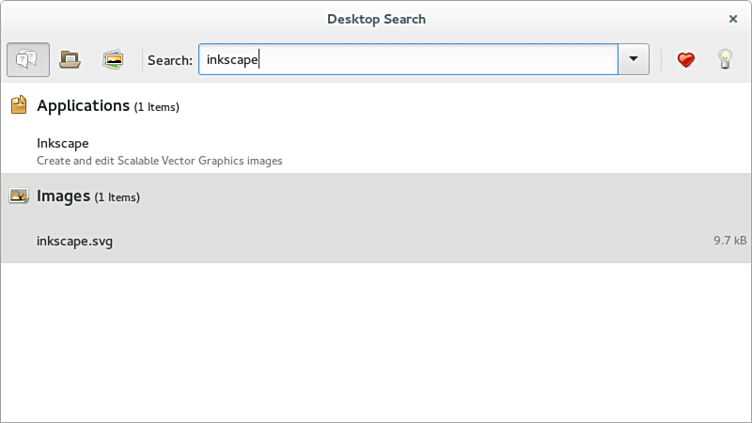 Desktop Search
Search: inkscape
Applications (1 Items)
Inkscape
Create and edit Scalable Vector Graphics images
Images (1 Items)
inkscape.svg 9.7 kB